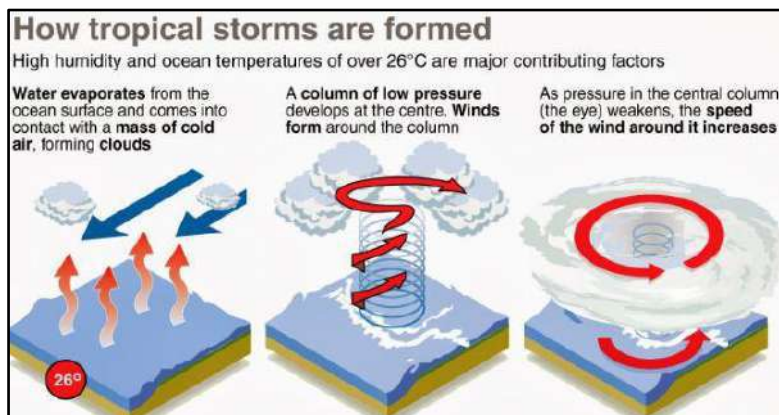 How tropical storms are formed
High humidity and ocean temperatures of over 26°C are major contributing factors
Water evaporates from the
ocean surface and comes into
contact with a mass of cold
air, forming clouds
A column of low pressure
develops at the centre. Winds
form around the column
As pressure in the central column
(the eye) weakens, the speed
of the wind around it increases
26°